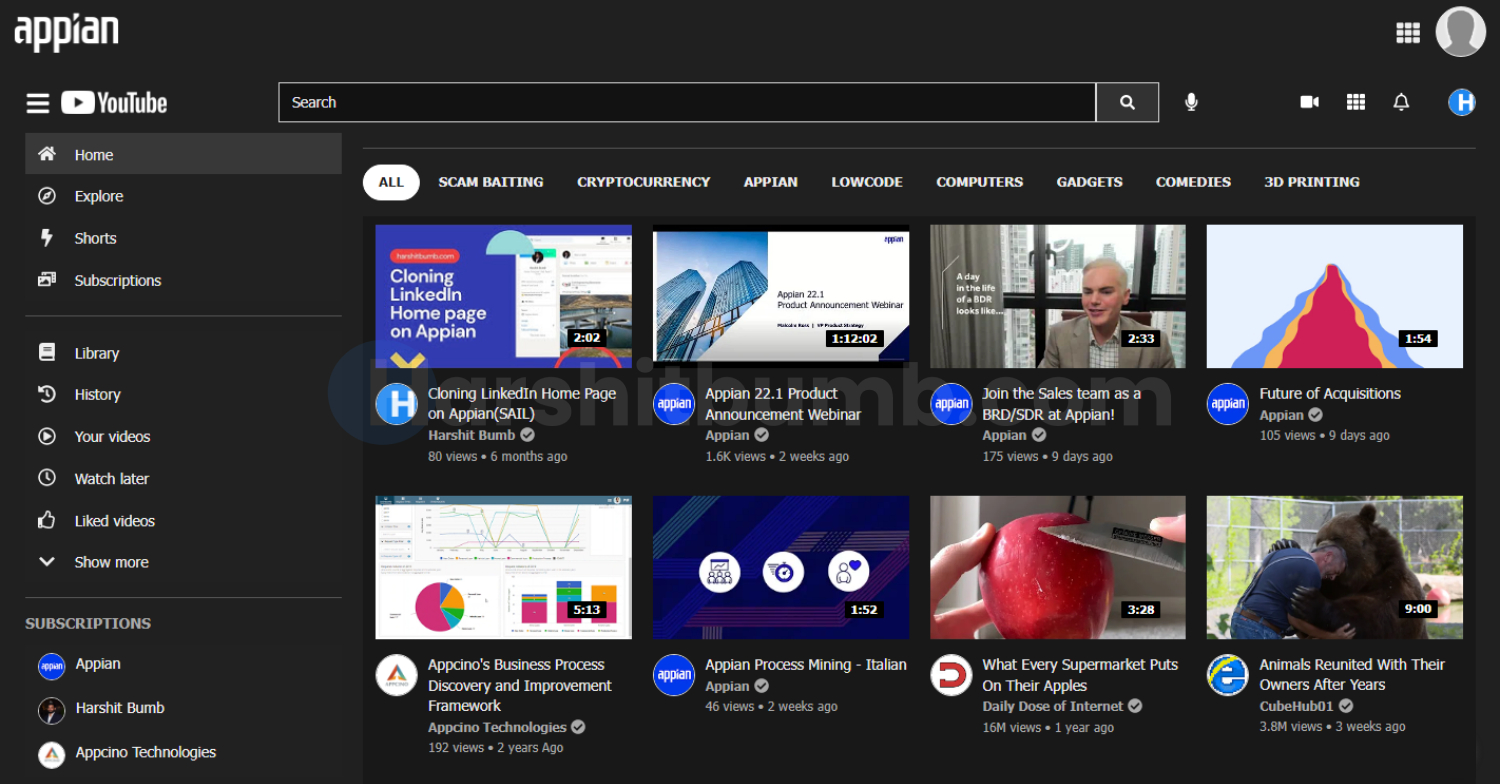 appian
YouTube
Search
Home
Explore
Shorts
Subscriptions
Library
History
Your videos
Watch later
Liked videos
Show more
SUBSCRIPTIONS
Appian
Harshit Bumb
Appcino Technologies
ALL SCAM BAITING CRYPTOCURRENCY APPIAN LOWCODE COMPUTERS GADGETS COMEDIES 3D PRINTING
harshitbumb.com
Cloning
LinkedIn
Home page
on Appian
2:02
appian
Appian 22.1
Product Announcement Webinar
Malcolm Ross | VP Product Strategy
1:12:02
A day
in the life
of a BDR
looks like...
2:33
1:54
Harshitbumb.com
H
Cloning LinkedIn Home Page
on Appian(SAIL)
Harshit Bumb
80 views • 6 months ago
appian
Appian 22.1 Product
Announcement Webinar
Appian
1.6K views • 2 weeks ago
appian
Join the Sales team as a
BRD/SDR at Appian!
Appian
175 views • 9 days ago
appian
Future of Acquisitions
Appian
105 views • 9 days ago
5:13
1:52
3:28
9:00
APPCINO
Appcino's Business Process
Discovery and Improvement
Framework
Appcino Technologies
192 views • 2 years Ago
appian
Appian Process Mining - Italian
Appian
46 views • 2 weeks ago
What Every Supermarket Puts
On Their Apples
Daily Dose of Internet
16M views • 1 year ago
Animals Reunited With Their
Owners After Years
CubeHub01
3.8M views • 3 weeks ago